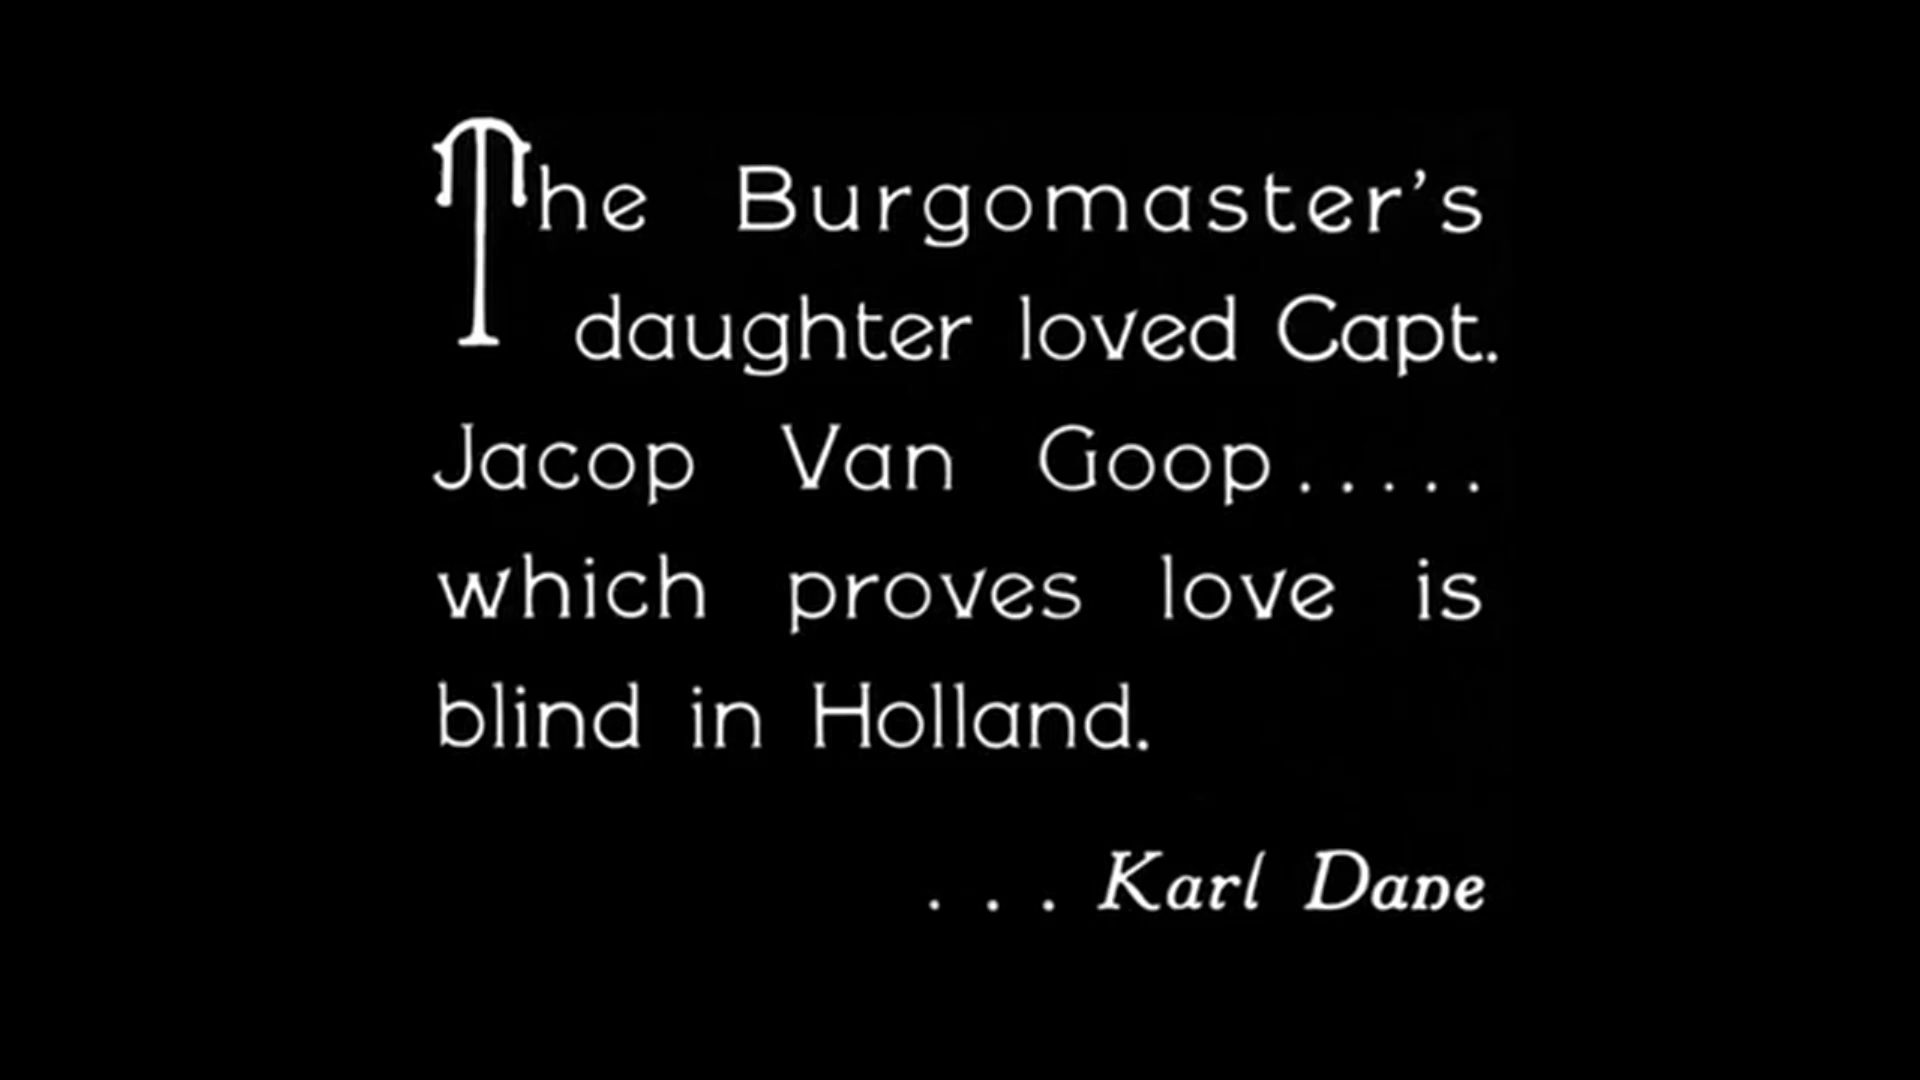 The Burgomaster's
daughter loved Capt.
Jacop Van Goop.....
which proves love is
blind in Holland.
...Karl Dane